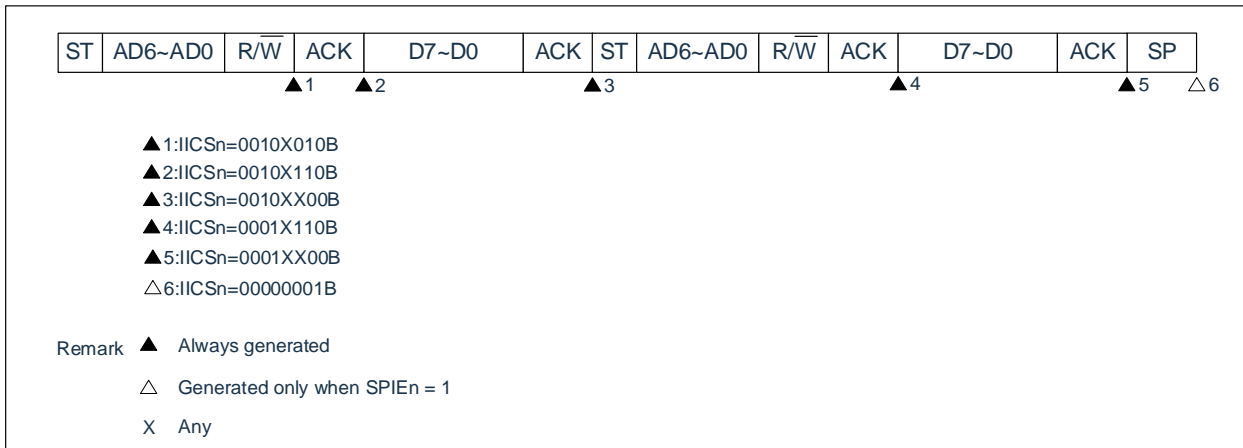 ST AD6~AD0 R/W̅ ACK D7~D0 ACK ST AD6~AD0 R/W̅ ACK D7~D0 ACK SP
▲1 ▲2 ▲3 ▲4 ▲5 △6
▲1:IICSn=0010X010B
▲2:IICSn=0010X110B
▲3:IICSn=0010XX00B
▲4:IICSn=0001X110B
▲5:IICSn=0001XX00B
△6:IICSn=00000001B
Remark ▲ Always generated
△ Generated only when SPIEn = 1
X Any